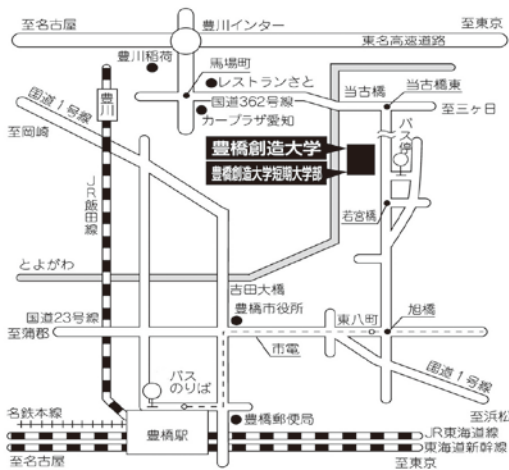 至名古屋
豊川インター
至東京
東名高速道路
豊川稲荷
馬場町
レストランさと
国道1号線
豊川
国道362号線
当古橋
当古橋東
至三ヶ日
至岡崎
カープラザ愛知
バス停
豊橋創造大学
豊橋創造大学短期大学部
JR飯田線
若宮橋
とよがわ
吉田大橋
国道23号線
豊橋市役所
東八町
旭橋
至蒲郡
市電
国道1号線
バス
のりば
至浜松
名鉄本線
豊橋郵便局
JR東海道線
豊橋駅
東海道新幹線
至名古屋
至東京